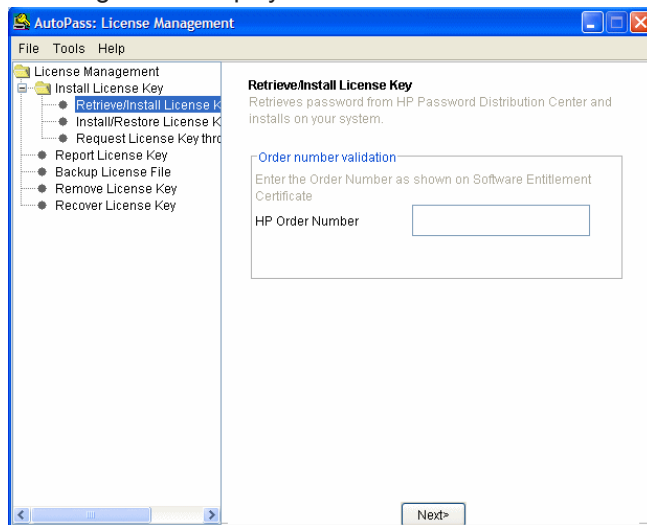 AutoPass: License Management
File Tools Help
License Management
Install License Key
Retrieve/Install License K
Install/Restore License K
Request License Key thro
Report License Key
Backup License File
Remove License Key
Recover License Key
Retrieve/Install License Key
Retrieves password from HP Password Distribution Center and
installs on your system.
Order number validation
Enter the Order Number as shown on Software Entitlement
Certificate
HP Order Number
Next>